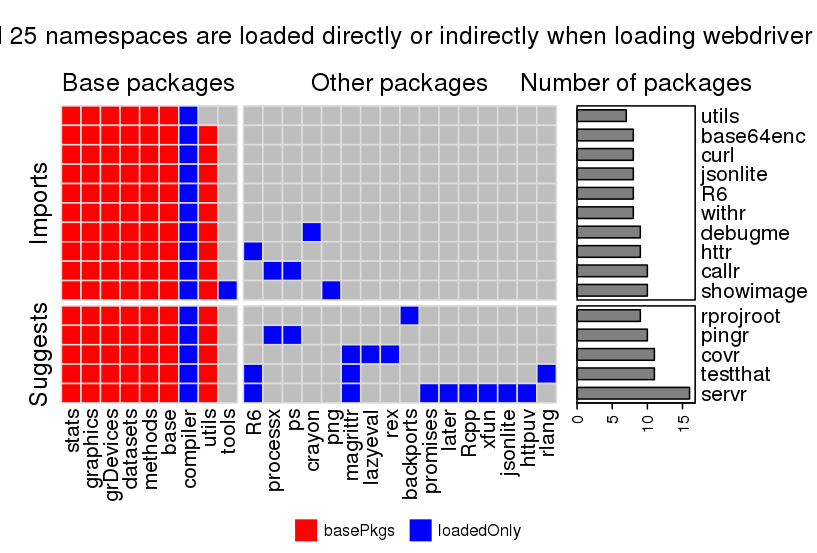 25 namespaces are loaded directly or indirectly when loading webdriver
Base packages
Other packages
Number of packages
Imports
Suggests
utils
base64enc
curl
jsonlite
R6
withr
debugme
httr
callr
showimage
rprojroot
pingr
covr
testthat
servr
0
5
10
15
stats
graphics
grDevices
datasets
methods
base
compiler
utils
tools
R6
processx
ps
crayon
png
magrittr
lazyeval
rex
backports
promises
later
Rcpp
xfun
jsonlite
httpuv
rlang
basePkgs
loadedOnly